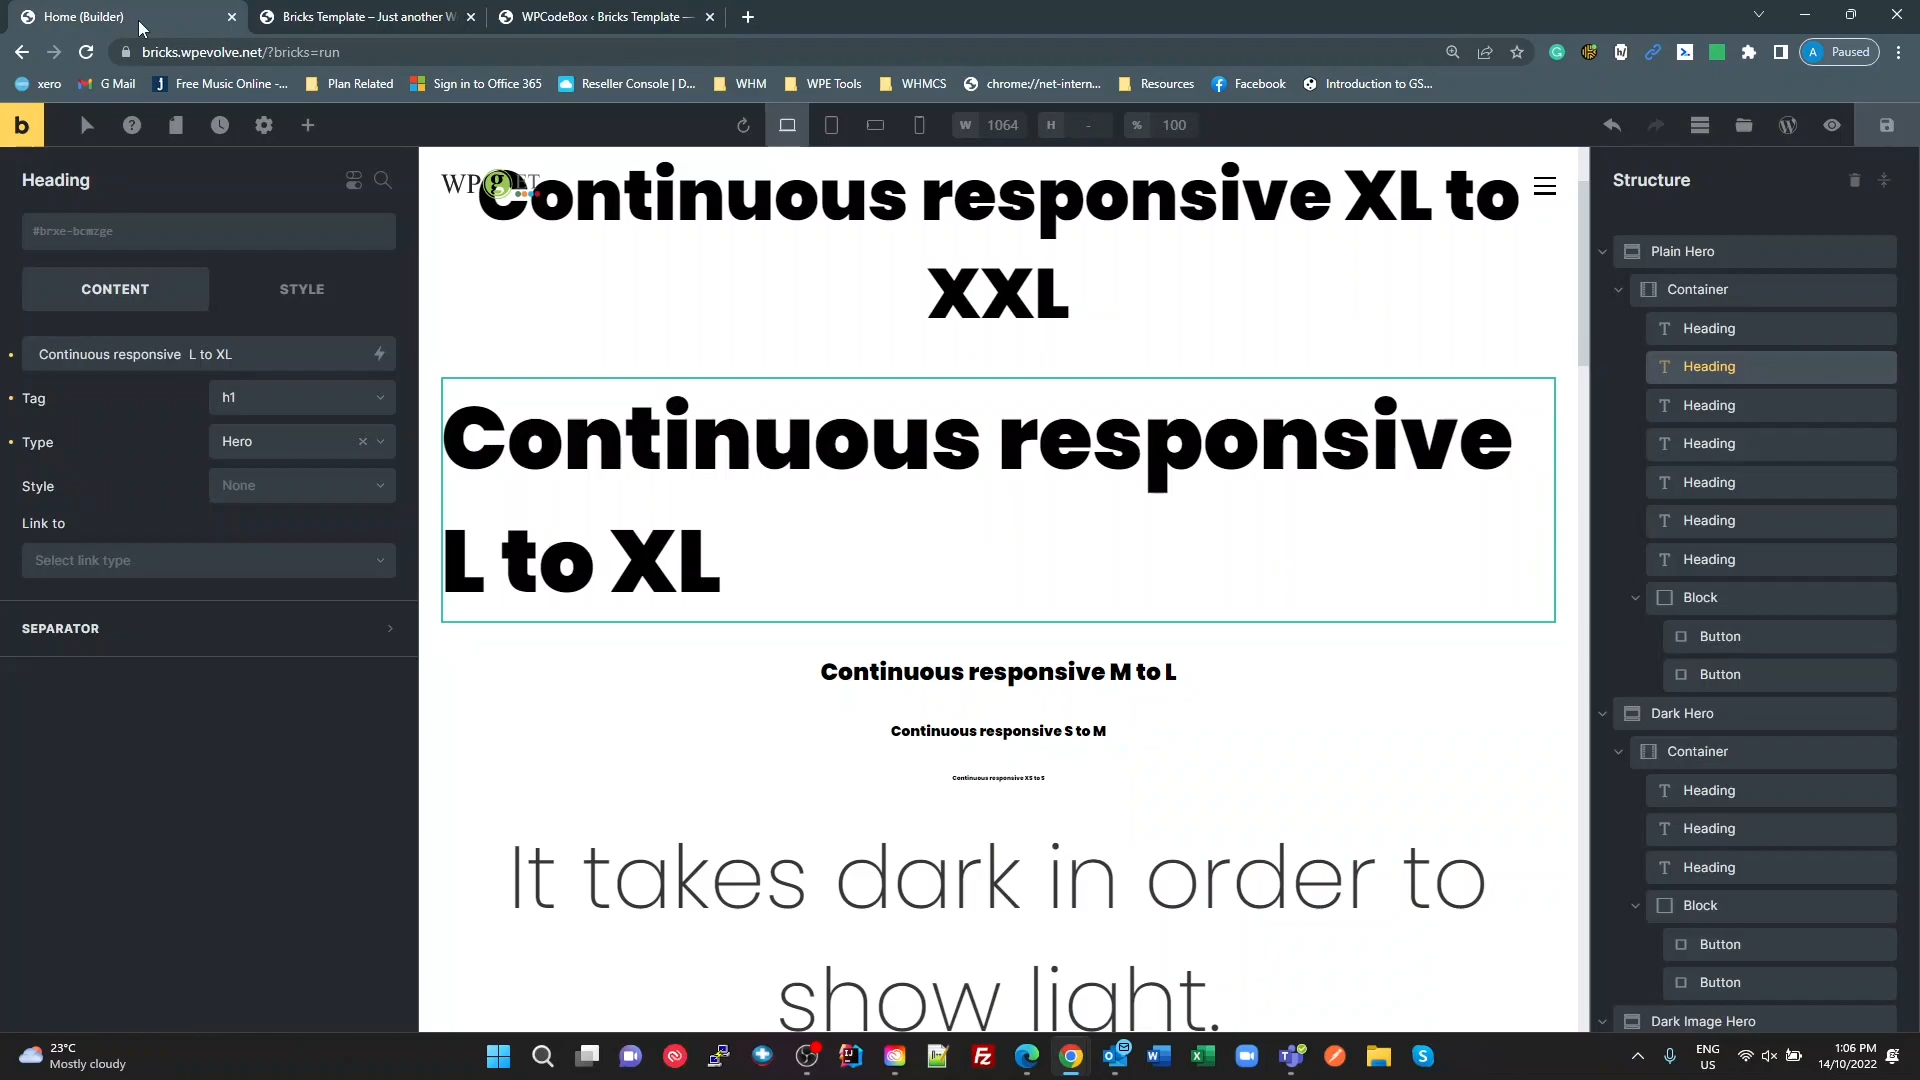 Home (Builder)
Bricks Template – Just another W
WPCodeBox ‹ Bricks Template —
bricks.wpevolve.net/?bricks=run
A Paused
xero
G Mail
Free Music Online -...
Plan Related
Sign in to Office 365
Reseller Console | D...
WHM
WPE Tools
WHMCS
chrome://net-intern...
Resources
Facebook
Introduction to GS...
b
W 1064
H -
% 100
Heading
#brxe-bcmzge
CONTENT
STYLE
Continuous responsive L to XL
Tag
h1
Type
Hero
Style
None
Link to
Select link type
SEPARATOR
WP
Continuous responsive XL to
XXL
Continuous responsive
L to XL
Continuous responsive M to L
Continuous responsive S to M
Continuous responsive XS to S
It takes dark in order to
show light.
Structure
Plain Hero
Container
Heading
Heading
Heading
Heading
Heading
Heading
Heading
Block
Button
Button
Dark Hero
Container
Heading
Heading
Heading
Block
Button
Button
Dark Image Hero
23°C
Mostly cloudy
ENG
US
1:06 PM
14/10/2022